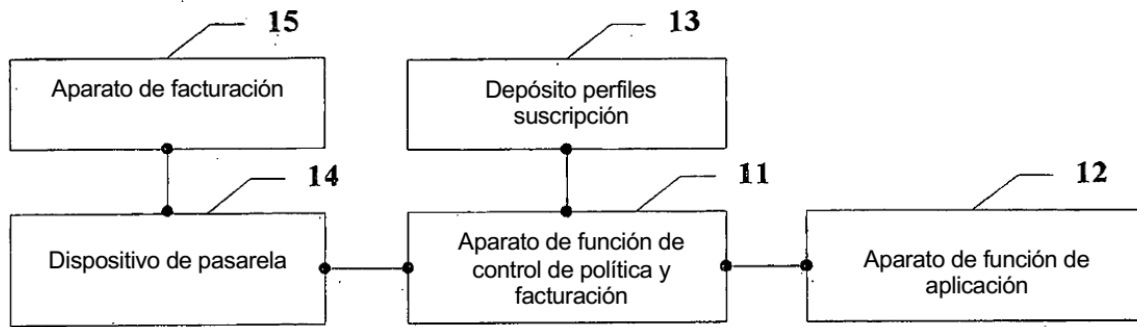 15
13
Aparato de facturación
Depósito perfiles
suscripción
14
11
12
Dispositivo de pasarela
Aparato de función de
control de política y
facturación
Aparato de función de
aplicación